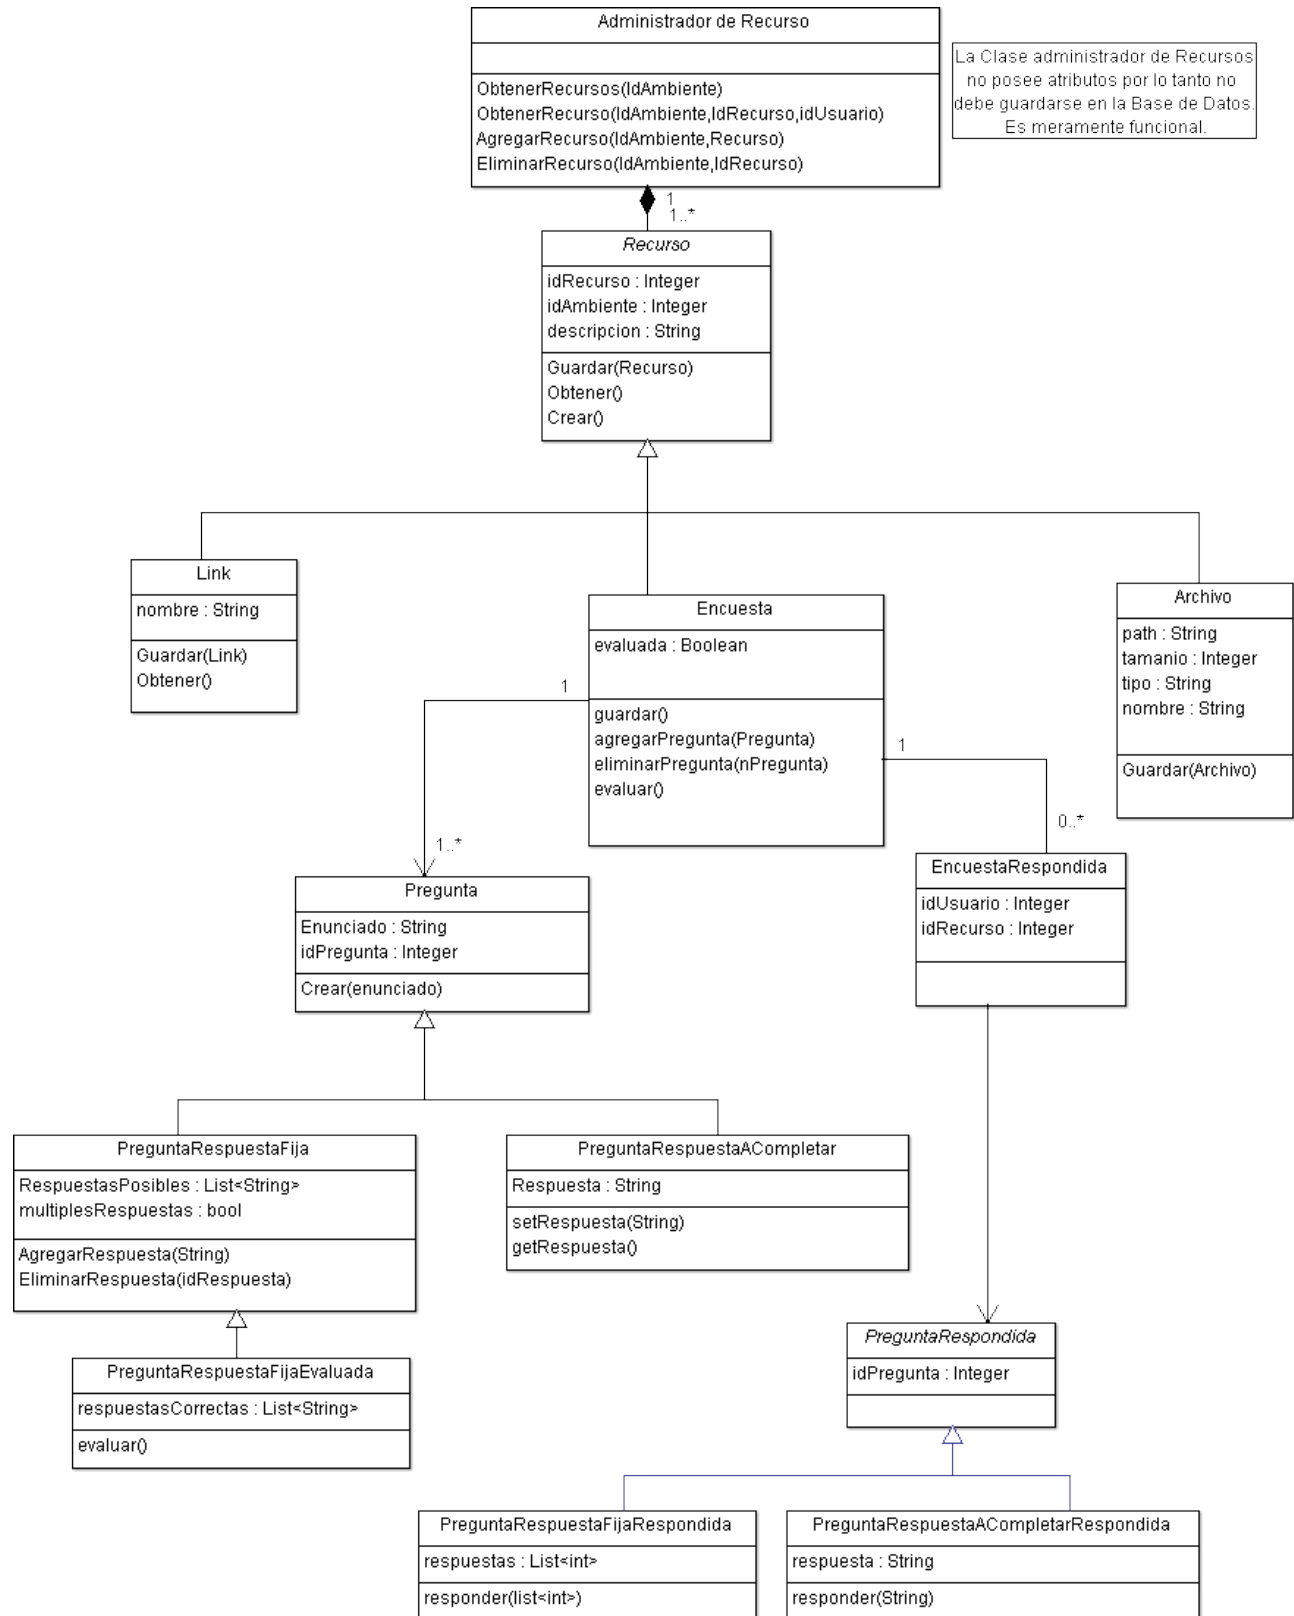 Administrador de Recurso
ObtenerRecursos(IdAmbiente)
ObtenerRecurso(IdAmbiente,IdRecurso,idUsuario)
AgregarRecurso(IdAmbiente,Recurso)
EliminarRecurso(IdAmbiente,IdRecurso)
La Clase administrador de Recursos
no posee atributos por lo tanto no
debe guardarse en la Base de Datos.
Es meramente funcional.
1
1..*
Recurso
idRecurso : Integer
idAmbiente : Integer
descripcion : String
Guardar(Recurso)
Obtener()
Crear()
Link
nombre : String
Guardar(Link)
Obtener()
Encuesta
evaluada : Boolean
guardar()
agregarPregunta(Pregunta)
eliminarPregunta(nPregunta)
evaluar()
Archivo
path : String
tamanio : Integer
tipo : String
nombre : String
Guardar(Archivo)
1
1..*
1
0..*
Pregunta
Enunciado : String
idPregunta : Integer
Crear(enunciado)
EncuestaRespondida
idUsuario : Integer
idRecurso : Integer
PreguntaRespuestaFija
RespuestasPosibles : List<String>
multiplesRespuestas : bool
AgregarRespuesta(String)
EliminarRespuesta(idRespuesta)
PreguntaRespuestaACompletar
Respuesta : String
setRespuesta(String)
getRespuesta()
PreguntaRespuestaFijaEvaluada
respuestasCorrectas : List<String>
evaluar()
PreguntaRespondida
idPregunta : Integer
PreguntaRespuestaFijaRespondida
respuestas : List<int>
responder(list<int>)
PreguntaRespuestaACompletarRespondida
respuesta : String
responder(String)